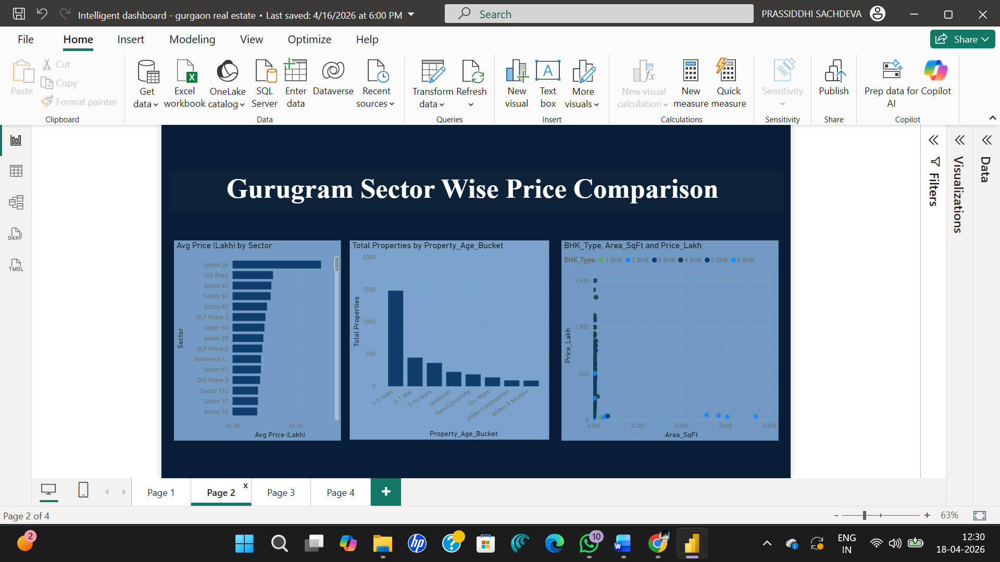 Intelligent dashboard - gurgaon real estate • Last saved: 4/16/2026 at 6:00 PM
Search
PRASSIDDHI SACHDEVA
File Home Insert Modeling View Optimize Help
Share
Paste
Cut
Copy
Format painter
Clipboard
Get data
Excel workbook
OneLake catalog
SQL Server
Enter data
Dataverse
Recent sources
Data
Transform data
Refresh
Queries
New visual
A
Text box
More visuals
Insert
New visual calculation
New measure
Quick measure
Calculations
Sensitivity
Sensitivity
Publish
Share
Prep data for AI
Copilot
Copilot
DAX
TMDL
Filters
Visualizations
Data
Gurugram Sector Wise Price Comparison
Avg Price (Lakh) by Sector
Sector
Sector 24
MG Road
Sector 50
Sector 53
Sector 62
DLF Phase 3
Sector 54
Sector 59
DLF Phase 2
Ambience I...
Sector 63
DLF Phase 5
Sector 112
Sector 57
Sector 72
Rs 0K Rs 1K
Avg Price (Lakh)
Total Properties by Property_Age_Bucket
Total Properties
2000
1500
1000
500
0
1-5 Years
0-1 Year
5-10 Years
Unknown
New/Upcoming
10+ Years
Under Construction
Within 6 Months
Property_Age_Bucket
BHK_Type, Area_SqFt and Price_Lakh
BHK_Type 1 BHK 2 BHK 3 BHK 4 BHK 5 BHK 6 BHK
Price_Lakh
1,500
1,000
500
0
0.0M 0.2M 0.4M 0.6M 0.8M
Area_SqFt
Page 1
Page 2
x
Page 3
Page 4
+
Page 2 of 4
- + 63%
2
10
ENG
IN
12:30
18-04-2026